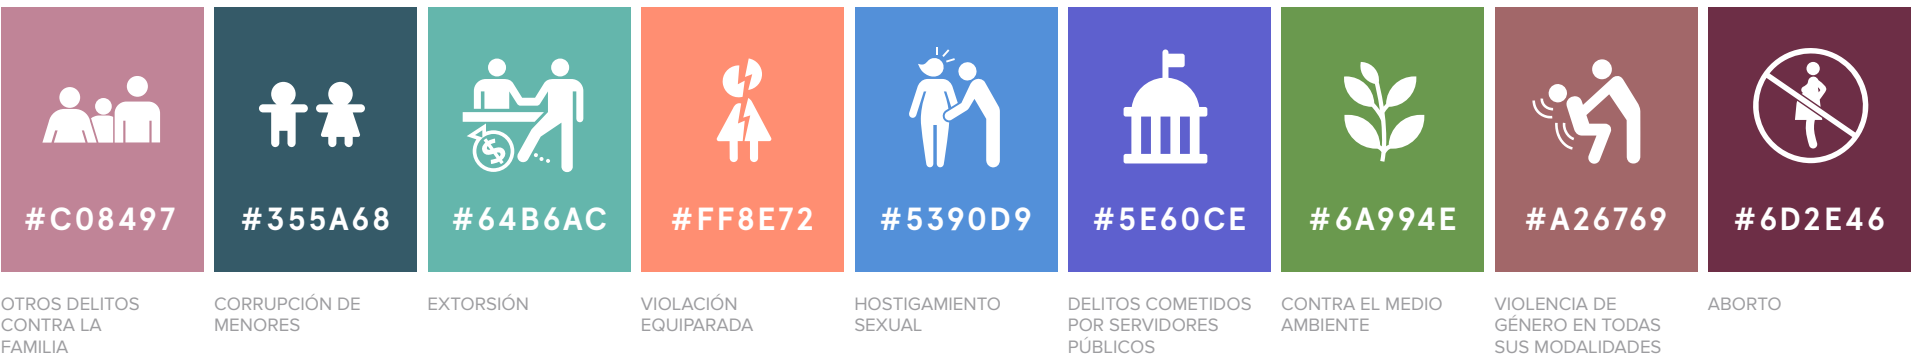 #C08497
#355A68
#64B6AC
#FF8E72
#5390D9
#5E60CE
#6A994E
#A26769
#6D2E46
OTROS DELITOS
CONTRA LA
FAMILIA
CORRUPCIÓN DE
MENORES
EXTORSIÓN
VIOLACIÓN
EQUIPARADA
HOSTIGAMIENTO
SEXUAL
DELITOS COMETIDOS
POR SERVIDORES
PÚBLICOS
CONTRA EL MEDIO
AMBIENTE
VIOLENCIA DE
GÉNERO EN TODAS
SUS MODALIDADES
ABORTO